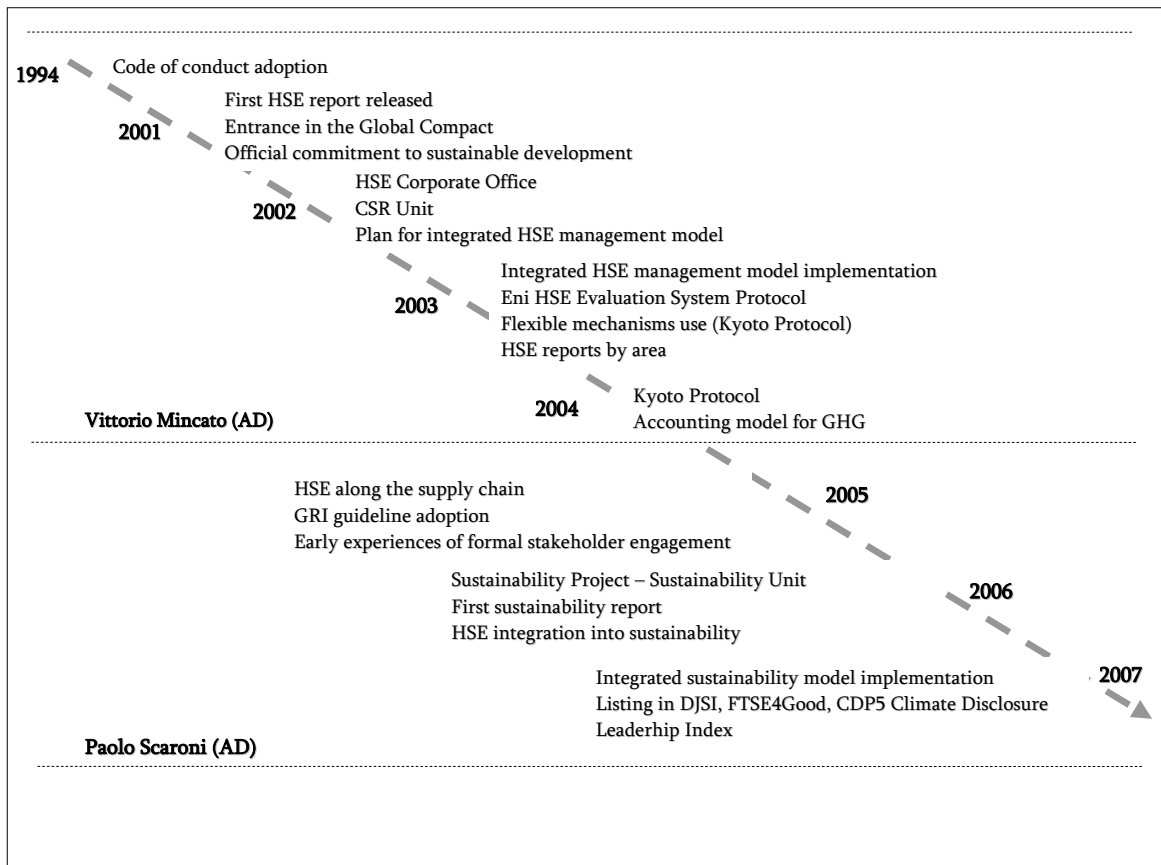 1994
Code of conduct adoption
First HSE report released
2001
Entrance in the Global Compact
Official commitment to sustainable development
HSE Corporate Office
2002
CSR Unit
Plan for integrated HSE management model
Integrated HSE management model implementation
2003
Eni HSE Evaluation System Protocol
Flexible mechanisms use (Kyoto Protocol)
HSE reports by area
2004
Kyoto Protocol
Accounting model for GHG
Vittorio Mincato (AD)
2005
HSE along the supply chain
GRI guideline adoption
Early experiences of formal stakeholder engagement
2006
Sustainability Project – Sustainability Unit
First sustainability report
HSE integration into sustainability
2007
Integrated sustainability model implementation
Listing in DJSI, FTSE4Good, CDP5 Climate Disclosure
Leaderhip Index
Paolo Scaroni (AD)